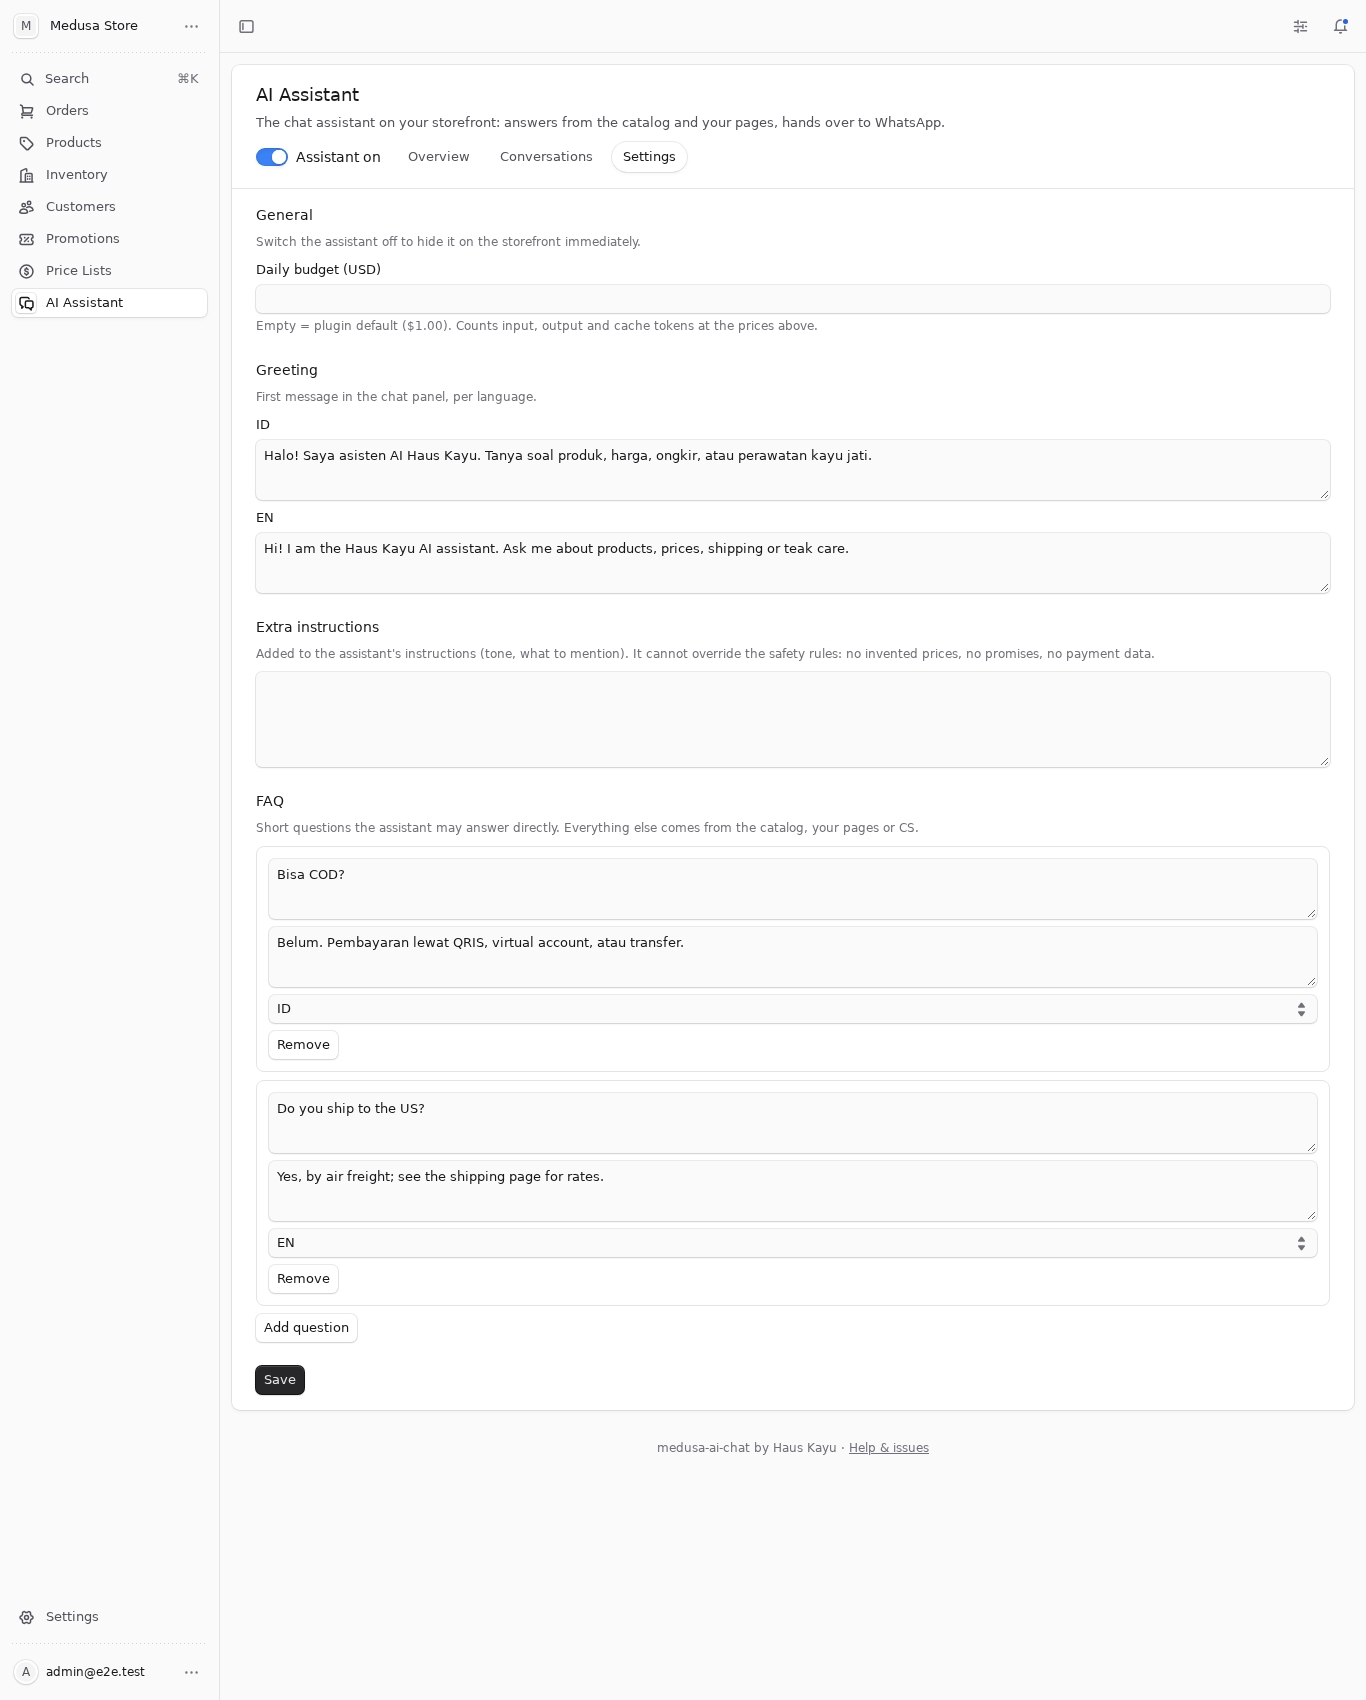 M Medusa Store
Search ⌘K
Orders
Products
Inventory
Customers
Promotions
Price Lists
AI Assistant
Settings
A admin@e2e.test
AI Assistant
The chat assistant on your storefront: answers from the catalog and your pages, hands over to WhatsApp.
Assistant on Overview Conversations Settings
General
Switch the assistant off to hide it on the storefront immediately.
Daily budget (USD)
Empty = plugin default ($1.00). Counts input, output and cache tokens at the prices above.
Greeting
First message in the chat panel, per language.
ID
Halo! Saya asisten AI Haus Kayu. Tanya soal produk, harga, ongkir, atau perawatan kayu jati.
EN
Hi! I am the Haus Kayu AI assistant. Ask me about products, prices, shipping or teak care.
Extra instructions
Added to the assistant's instructions (tone, what to mention). It cannot override the safety rules: no invented prices, no promises, no payment data.
FAQ
Short questions the assistant may answer directly. Everything else comes from the catalog, your pages or CS.
Bisa COD?
Belum. Pembayaran lewat QRIS, virtual account, atau transfer.
ID
Remove
Do you ship to the US?
Yes, by air freight; see the shipping page for rates.
EN
Remove
Add question
Save
medusa-ai-chat by Haus Kayu · Help & issues